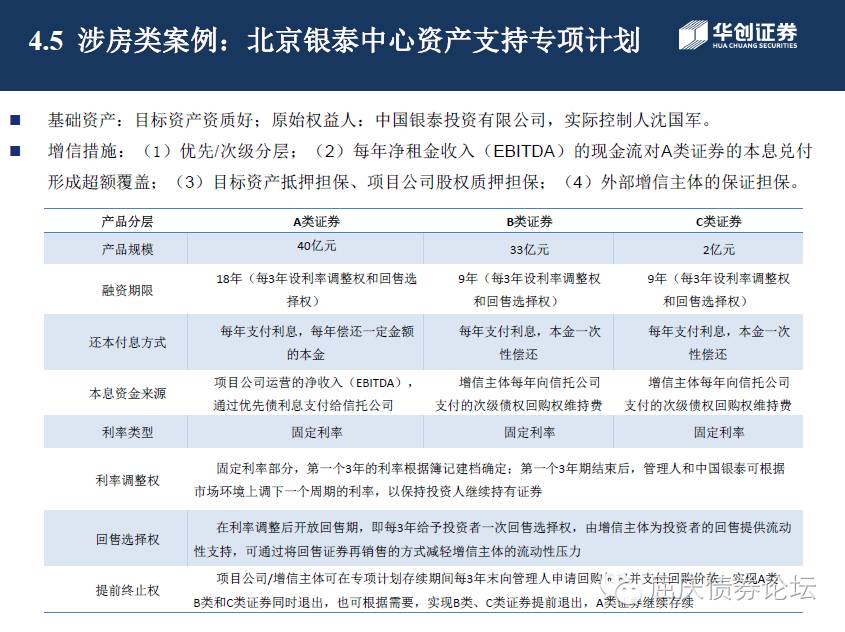 4.5 涉房类案例：北京银泰中心资产支持专项计划
华创证券
HUA CHUANG SECURITIES
基础资产：目标资产资质好；原始权益人：中国银泰投资有限公司，实际控制人沈国军。
增信措施：（1）优先/次级分层；（2）每年净租金收入（EBITDA）的现金流对A类证券的本息兑付
形成超额覆盖；（3）目标资产抵押担保、项目公司股权质押担保；（4）外部增信主体的保证担保。
产品分层 A类证券 B类证券 C类证券
产品规模 40亿元 33亿元 2亿元
融资期限
18年（每3年设利率调整权和回售选
择权）
9年（每3年设利率调整权
和回售选择权）
9年（每3年设利率调整权
和回售选择权）
还本付息方式
每年支付利息，每年偿还一定金额
的本金
每年支付利息，本金一次
性偿还
每年支付利息，本金一次
性偿还
本息资金来源
项目公司运营的净收入（EBITDA），
通过优先债利息支付给信托公司
增信主体每年向信托公司
支付的次级债权回购权维持费
增信主体每年向信托公司
支付的次级债权回购权维持费
利率类型 固定利率 固定利率 固定利率
利率调整权
固定利率部分，第一个3年的利率根据簿记建档确定；第一个3年期结束后，管理人和中国银泰可根据
市场环境上调下一个周期的利率，以保持投资人继续持有证券
回售选择权
在利率调整后开放回售期，即每3年给予投资者一次回售选择权，由增信主体为投资者的回售提供流动
性支持，可通过将回售证券再销售的方式减轻增信主体的流动性压力
提前终止权
项目公司/增信主体可在专项计划存续期间每3年末向管理人申请回购 并支付回购价款，实现A类
B类和C类证券同时退出，也可根据需要，实现B类、C类证券提前退出，A类证券继续存续
屈庆债券论坛